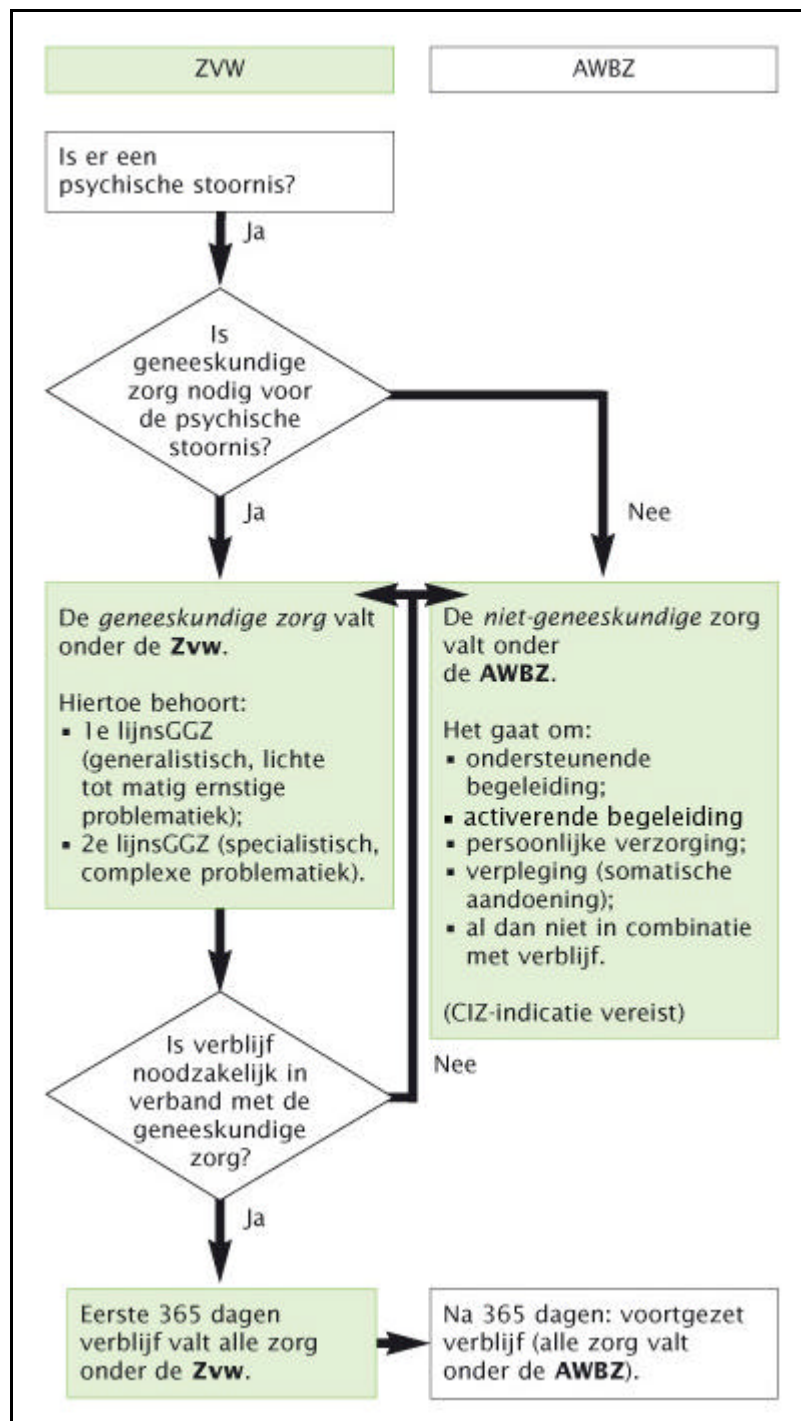 ZVW
AWBZ
Is er een
psychische stoornis?
Ja
Is
geneeskundige
zorg nodig voor
de psychische
stoornis?
Ja
Nee
De geneeskundige zorg valt
onder de Zvw.
Hiertoe behoort:
▪ 1e lijnsGGZ
(generalistisch, lichte
tot matig ernstige
problematiek);
▪ 2e lijnsGGZ (specialistisch,
complexe problematiek).
De niet-geneeskundige zorg
valt onder
de AWBZ.
Het gaat om:
▪ ondersteunende
begeleiding;
▪ activerende begeleiding
▪ persoonlijke verzorging;
▪ verpleging (somatische
aandoening);
▪ al dan niet in combinatie
met verblijf.
(CIZ-indicatie vereist)
Is verblijf
noodzakelijk in
verband met de
geneeskundige
zorg?
Nee
Ja
Eerste 365 dagen
verblijf valt alle zorg
onder de Zvw.
Na 365 dagen: voortgezet
verblijf (alle zorg valt
onder de AWBZ).